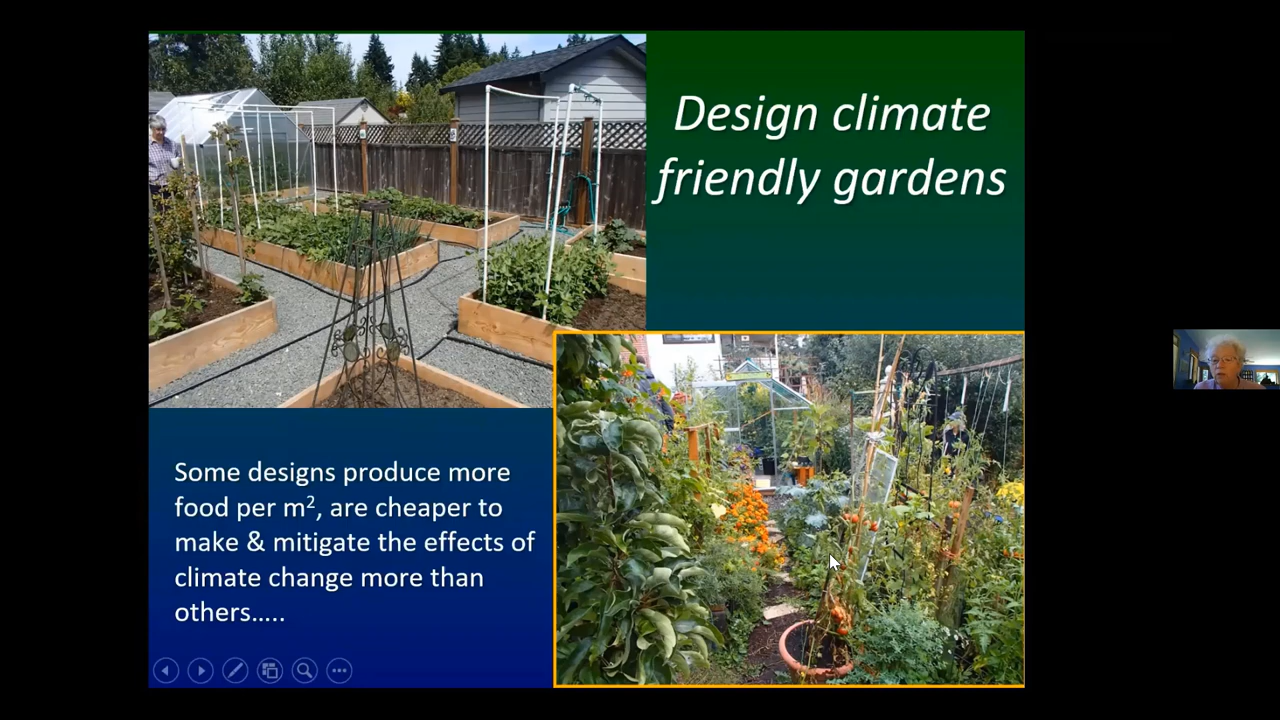 Design climate
friendly gardens
Some designs produce more
food per m², are cheaper to
make & mitigate the effects of
climate change more than
others.....